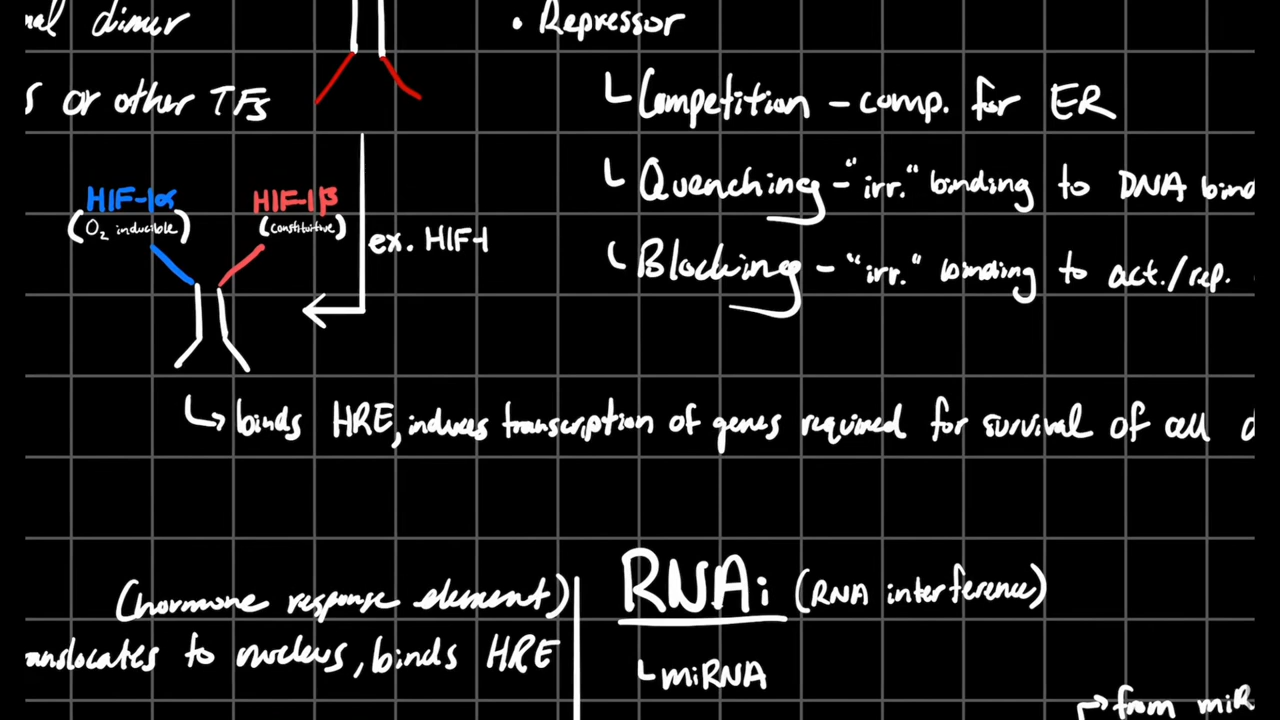 nal dimer
• Repressor
s or other TFs
Competition - comp. for ER
Quenching - "irr." binding to DNA bind
HIF-1α
(O₂ inducible)
HIF-1β
(constitutive)
ex. HIF-1
Blocking - "irr." binding to act./rep.
binds HRE, induces transcription of genes required for survival of cell
(hormone response element)
anslocates to nucleus, binds HRE
RNAi (RNA interference)
miRNA
from miR